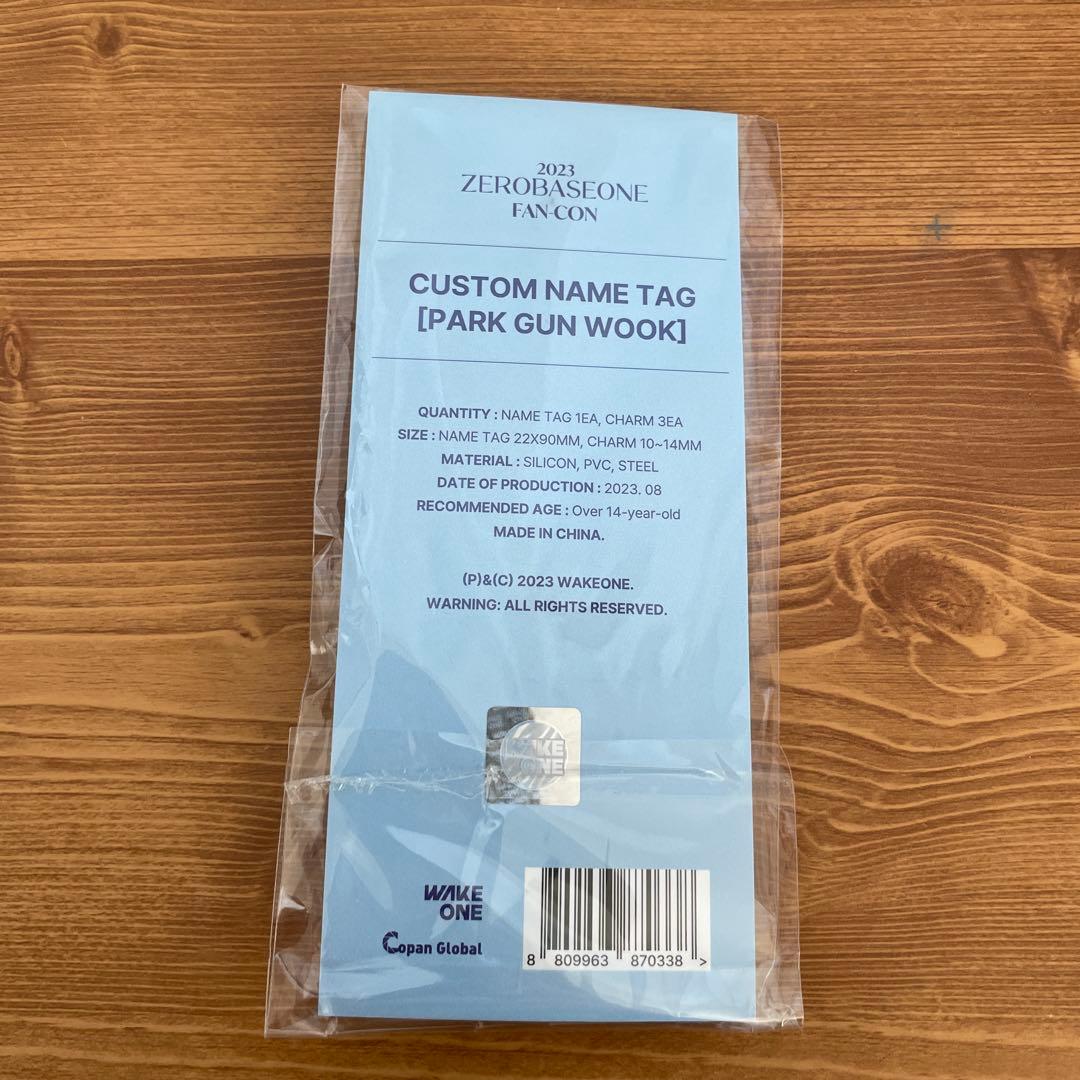 2023
ZEROBASEONE
FAN-CON
CUSTOM NAME TAG
[PARK GUN WOOK]
QUANTITY : NAME TAG 1EA, CHARM 3EA
SIZE : NAME TAG 22X90MM, CHARM 10~14MM
MATERIAL : SILICON, PVC, STEEL
DATE OF PRODUCTION : 2023. 08
RECOMMENDED AGE : Over 14-year-old
MADE IN CHINA.
(P)&(C) 2023 WAKEONE.
WARNING: ALL RIGHTS RESERVED.
WAKE
ONE
WAKE
ONE
Copan Global
8 809963 870338 >